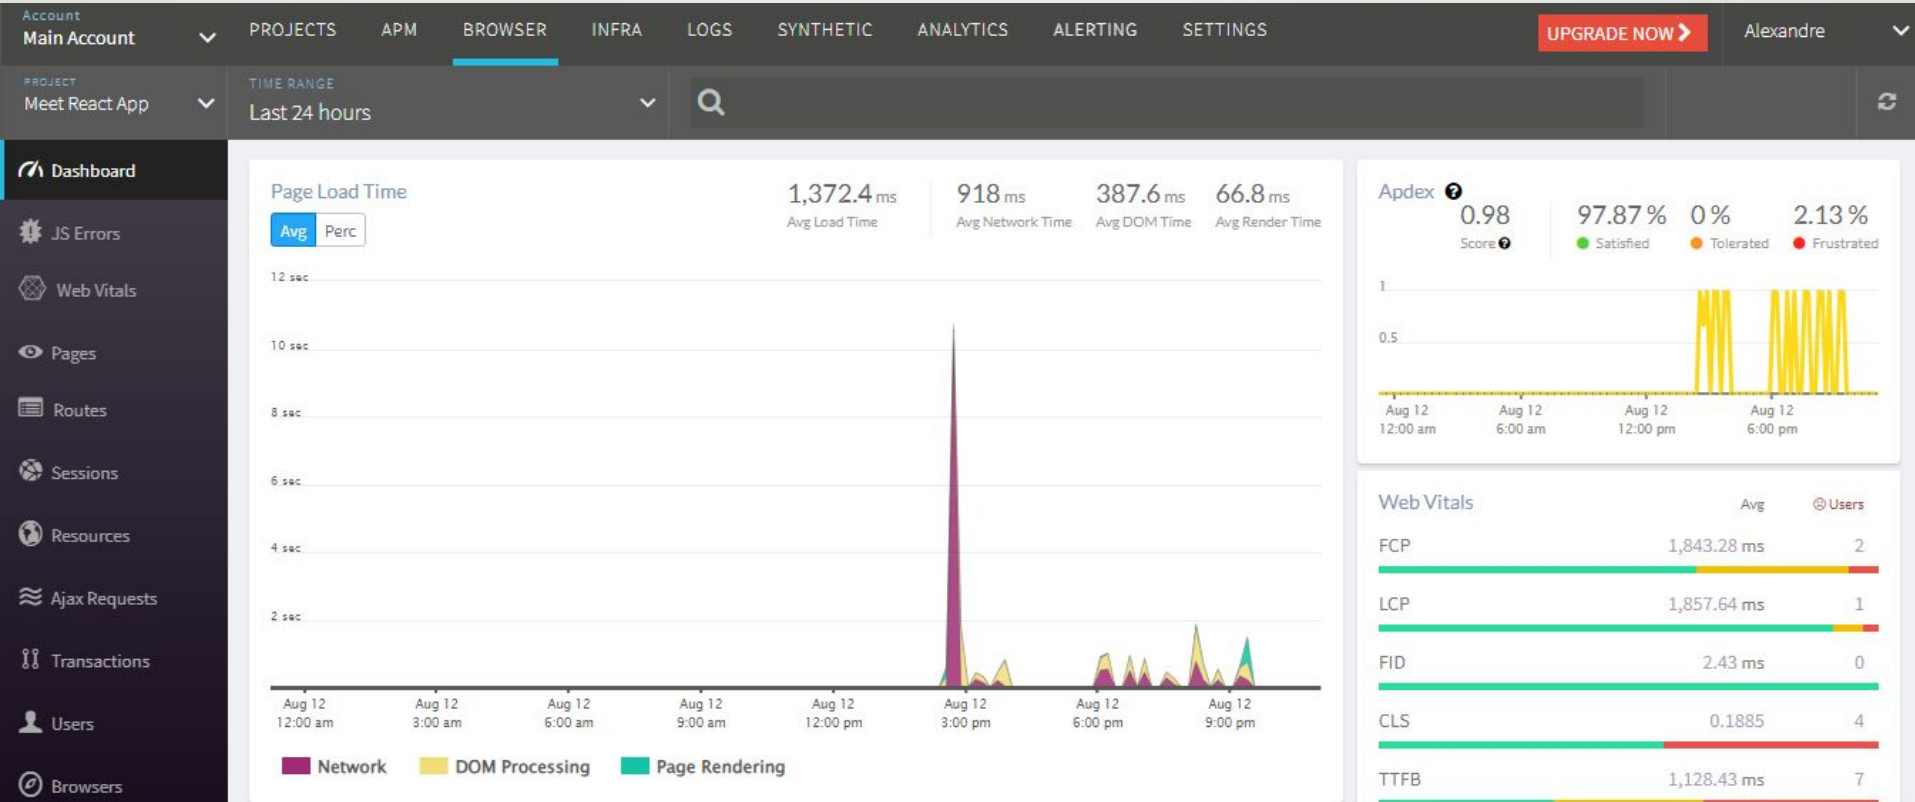 Account
Main Account
PROJECTS APM BROWSER INFRA LOGS SYNTHETIC ANALYTICS ALERTING SETTINGS
UPGRADE NOW
Alexandre
PROJECT
Meet React App
TIME RANGE
Last 24 hours
Dashboard
JS Errors
Web Vitals
Pages
Routes
Sessions
Resources
Ajax Requests
Transactions
Users
Browsers
Page Load Time
Avg Perc
1,372.4 ms 918 ms 387.6 ms 66.8 ms
Avg Load Time Avg Network Time Avg DOM Time Avg Render Time
12 sec
10 sec
8 sec
6 sec
4 sec
2 sec
Aug 12 Aug 12 Aug 12 Aug 12 Aug 12 Aug 12 Aug 12 Aug 12
12:00 am 3:00 am 6:00 am 9:00 am 12:00 pm 3:00 pm 6:00 pm 9:00 pm
Network DOM Processing Page Rendering
Apdex ?
0.98 97.87 % 0 % 2.13 %
Score ? Satisfied Tolerated Frustrated
1
0.5
Aug 12 Aug 12 Aug 12 Aug 12
12:00 am 6:00 am 12:00 pm 6:00 pm
Web Vitals Avg Users
FCP 1,843.28 ms 2
LCP 1,857.64 ms 1
FID 2.43 ms 0
CLS 0.1885 4
TTFB 1,128.43 ms 7